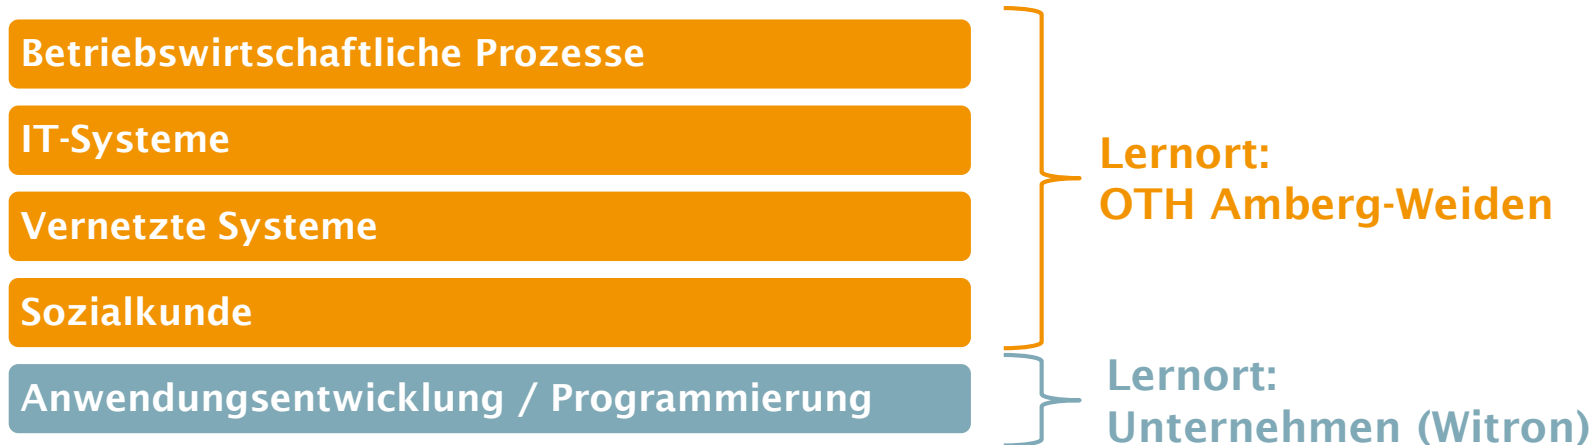 Betriebswirtschaftliche Prozesse
IT-Systeme
Vernetzte Systeme
Sozialkunde
Lernort:
OTH Amberg-Weiden
Anwendungsentwicklung / Programmierung
Lernort:
Unternehmen (Witron)